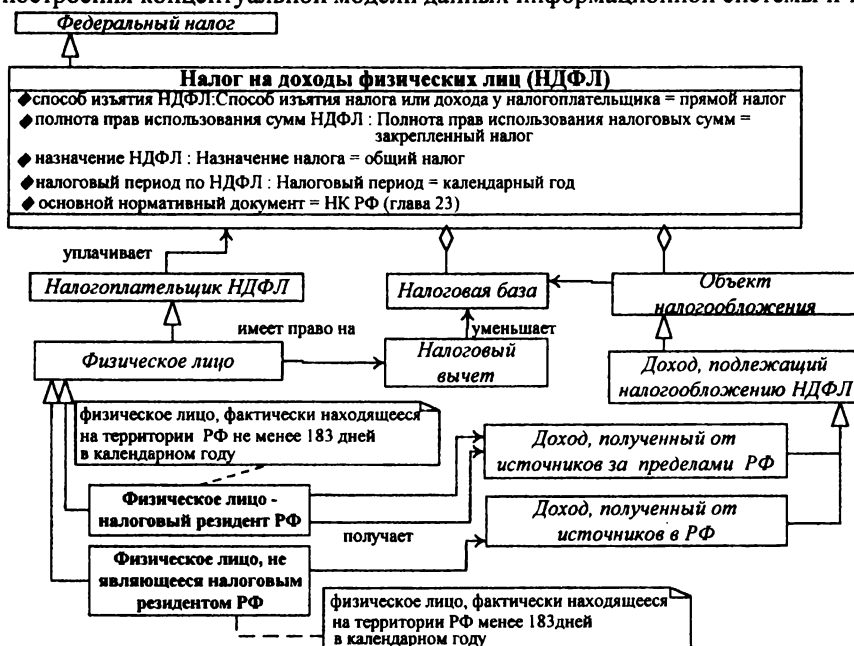 построения концептуальной модели данных информационной системы и
Федеральный налог
Налог на доходы физических лиц (НДФЛ)
способ изъятия НДФЛ:Способ изъятия налога или дохода у налогоплательщика = прямой налог
полнота прав использования сумм НДФЛ : Полнота прав использования налоговых сумм =
закрепленный налог
назначение НДФЛ : Назначение налога = общий налог
налоговый период по НДФЛ : Налоговый период = календарный год
основной нормативный документ = НК РФ (глава 23)
уплачивает
Налогоплательщик НДФЛ
Налоговая база
Объект
налогообложения
имеет право на
уменьшает
Физическое лицо
Налоговый
вычет
Доход, подлежащий
налогообложению НДФЛ
физическое лицо, фактически находящееся
на территории РФ не менее 183 дней
в календарном году
Доход, полученный от
источников за пределами РФ
Физическое лицо -
налоговый резидент РФ
получает
Доход, полученный от
источников в РФ
Физическое лицо, не
являющееся налоговым
резидентом РФ
физическое лицо, фактически находящееся
на территории РФ менее 183дней
в календарном году